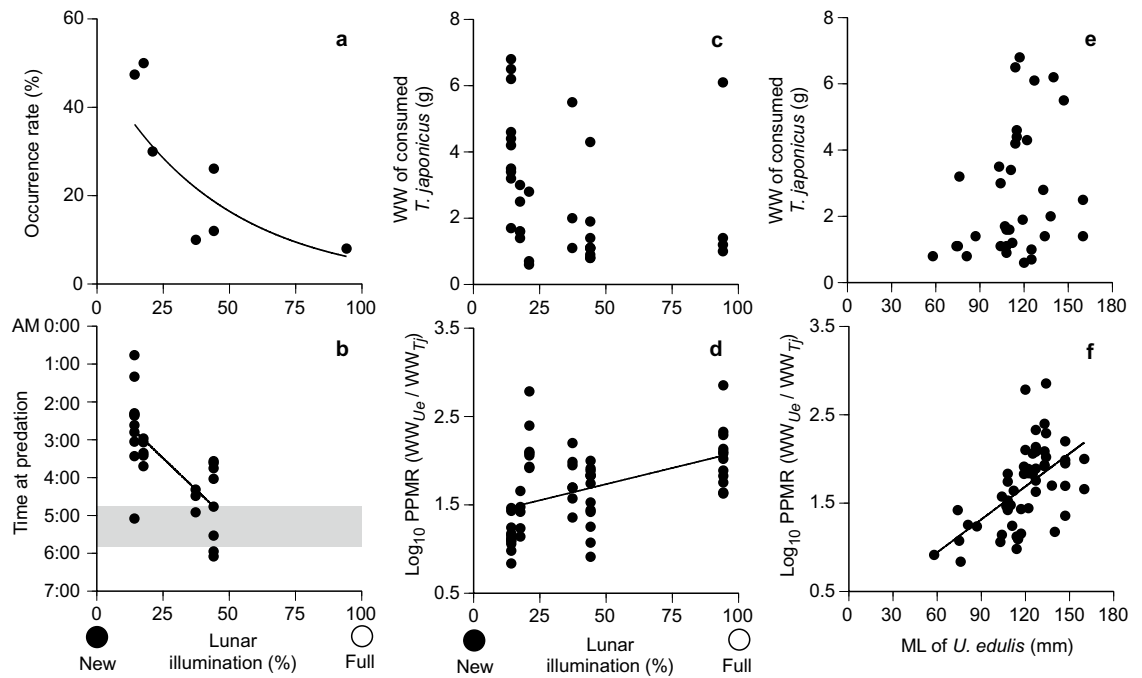 a
Occurrence rate (%)
60
40
20
0
0
25
50
75
100
c
WW of consumed
T. japonicus (g)
8
6
4
2
0
0
25
50
75
100
e
WW of consumed
T. japonicus (g)
8
6
4
2
0
0
30
60
90
120
150
180
b
Time at predation
AM 0:00
1:00
2:00
3:00
4:00
5:00
6:00
7:00
0
25
50
75
100
New
Lunar
illumination (%)
Full
d
Log10 PPMR (WWUe / WWTj)
3.5
2.5
1.5
0.5
0
25
50
75
100
New
Lunar
illumination (%)
Full
f
Log10 PPMR (WWUe / WWTj)
3.5
2.5
1.5
0.5
0
30
60
90
120
150
180
ML of U. edulis (mm)